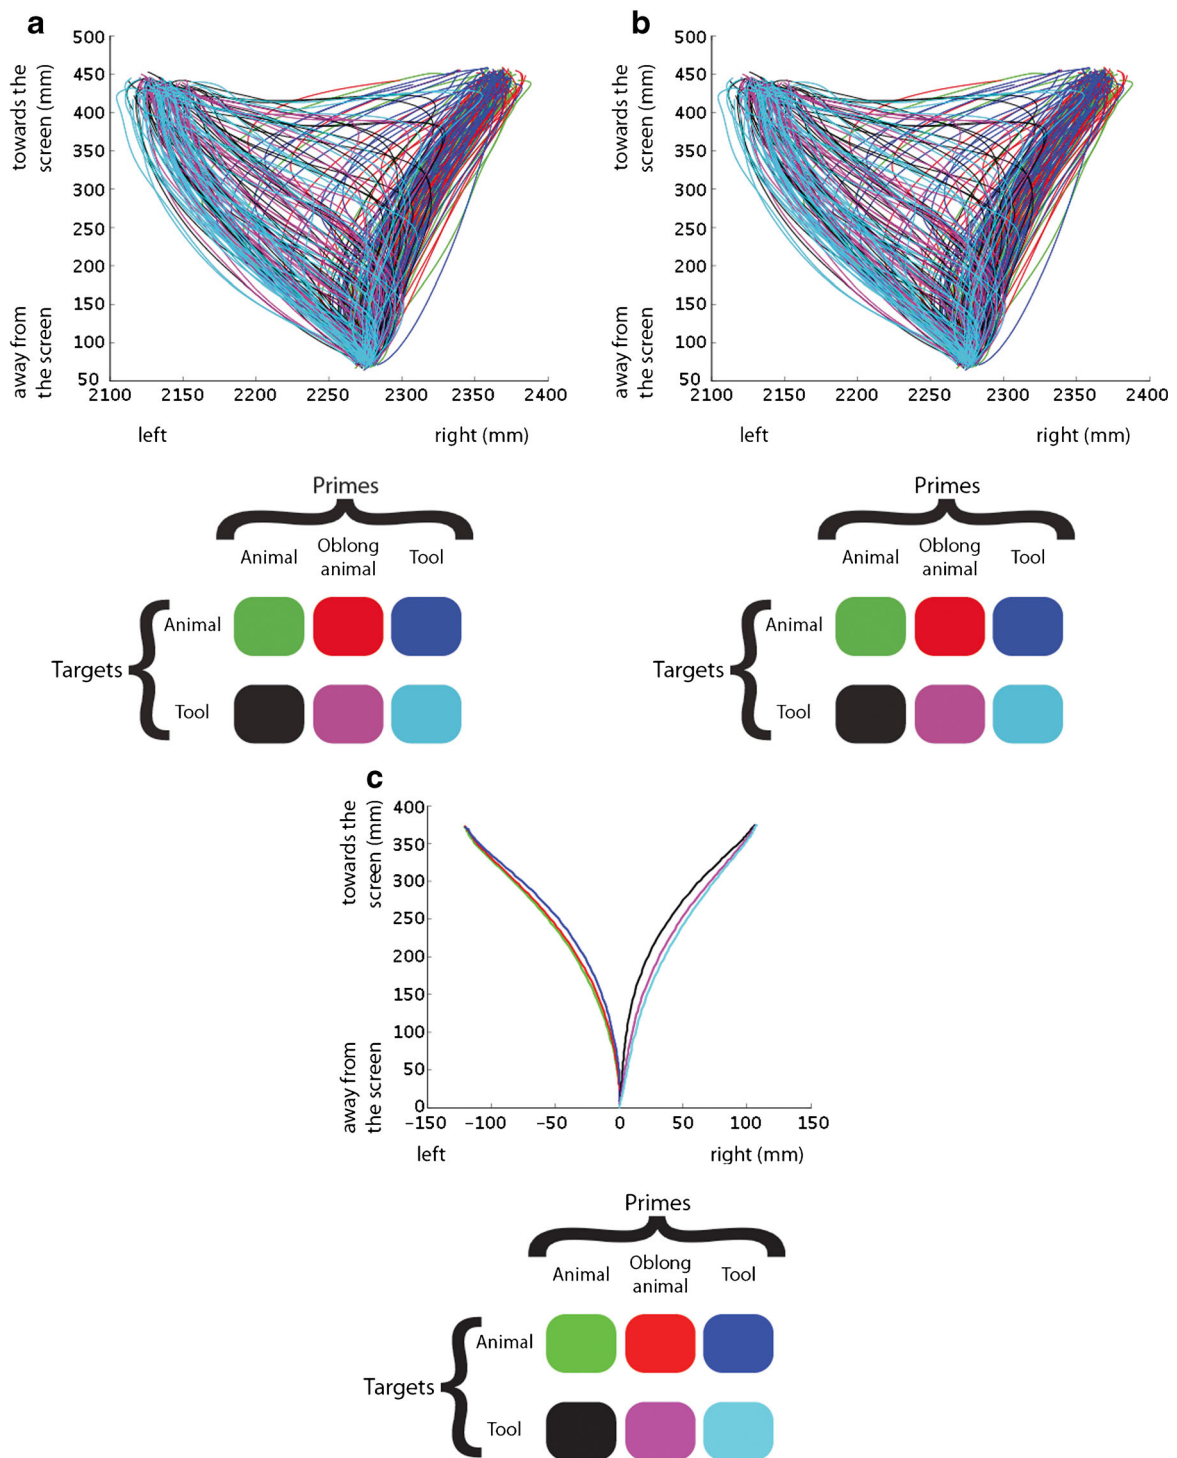 a
towards the
screen (mm)
away from
the screen
500
450
400
350
300
250
200
150
100
50
2100 2150 2200 2250 2300 2350 2400
left right (mm)
Primes
Animal Oblong animal Tool
Targets
Animal
Tool
b
towards the
screen (mm)
away from
the screen
500
450
400
350
300
250
200
150
100
50
2100 2150 2200 2250 2300 2350 2400
left right (mm)
Primes
Animal Oblong animal Tool
Targets
Animal
Tool
c
towards the
screen (mm)
away from
the screen
400
350
300
250
200
150
100
50
0
-150 -100 -50 0 50 100 150
left right (mm)
Primes
Animal Oblong animal Tool
Targets
Animal
Tool